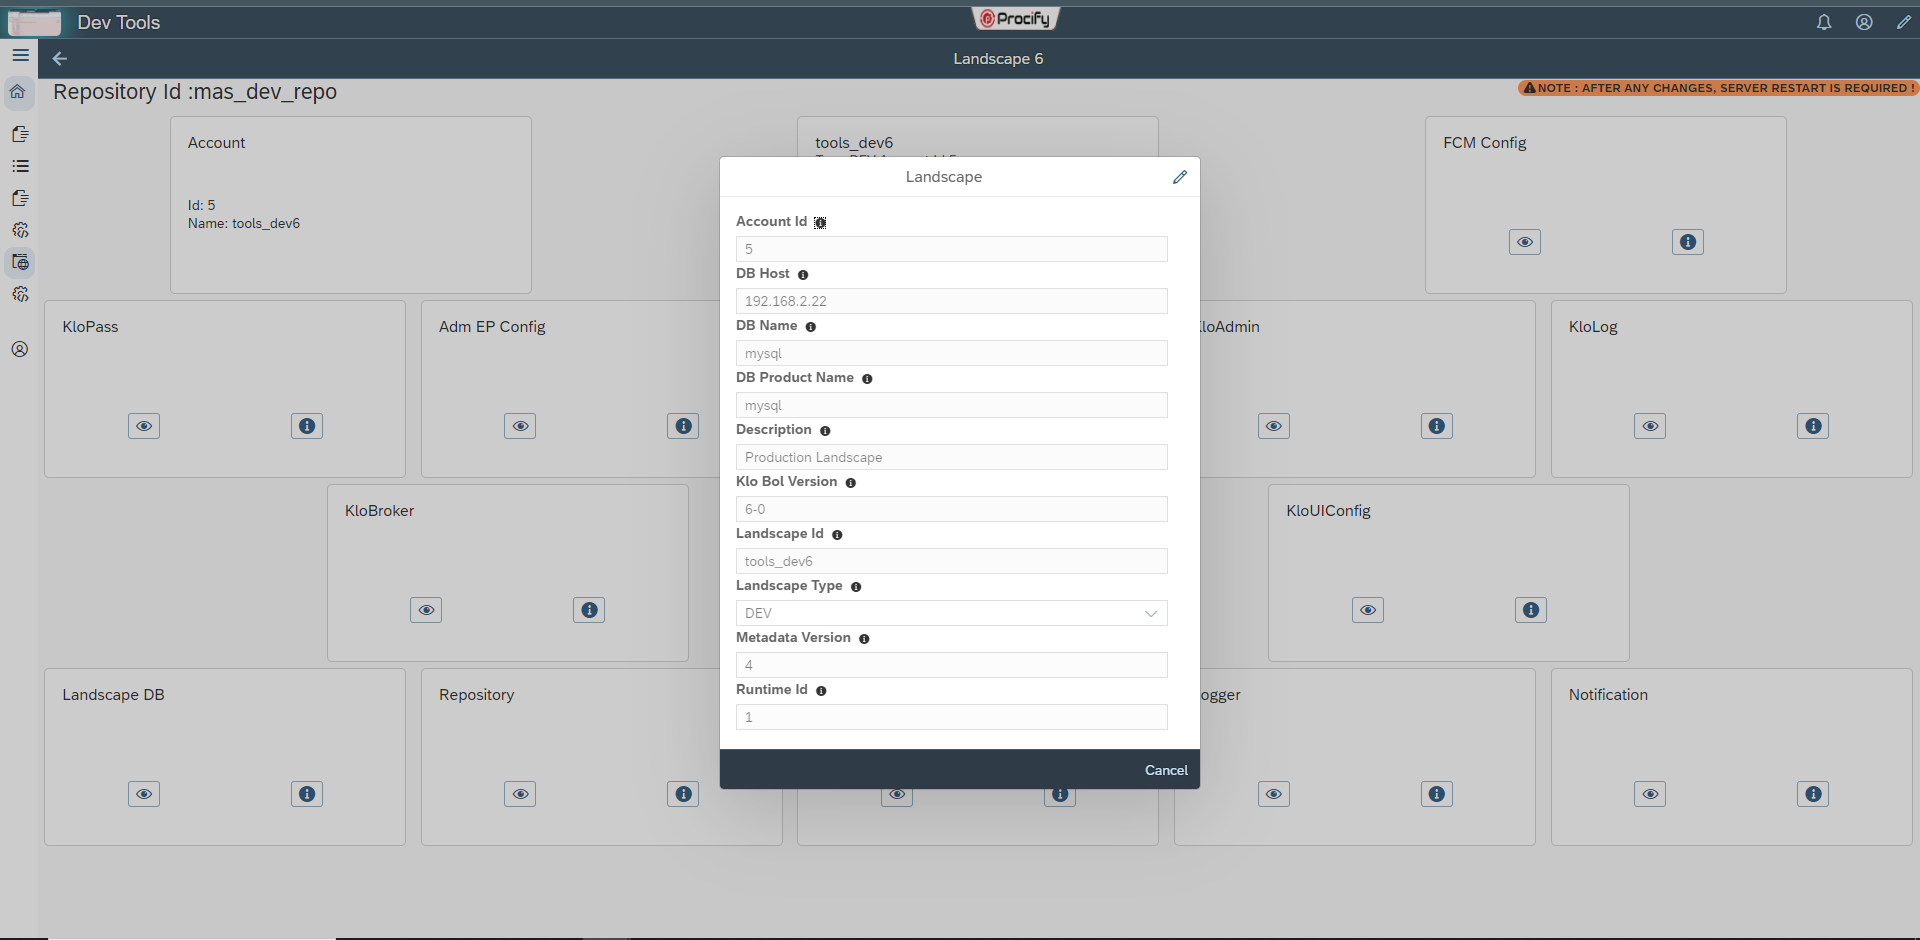 Dev Tools
Procify
Landscape 6
Repository Id :mas_dev_repo
NOTE : AFTER ANY CHANGES, SERVER RESTART IS REQUIRED !
Account
Id: 5
Name: tools_dev6
tools_dev6
FCM Config
KloPass
Adm EP Config
KloAdmin
KloLog
KloBroker
KloUIConfig
Landscape DB
Repository
ogger
Notification
Landscape
Account Id
5
DB Host
192.168.2.22
DB Name
mysql
DB Product Name
mysql
Description
Production Landscape
Klo Bol Version
6-0
Landscape Id
tools_dev6
Landscape Type
DEV
Metadata Version
4
Runtime Id
1
Cancel